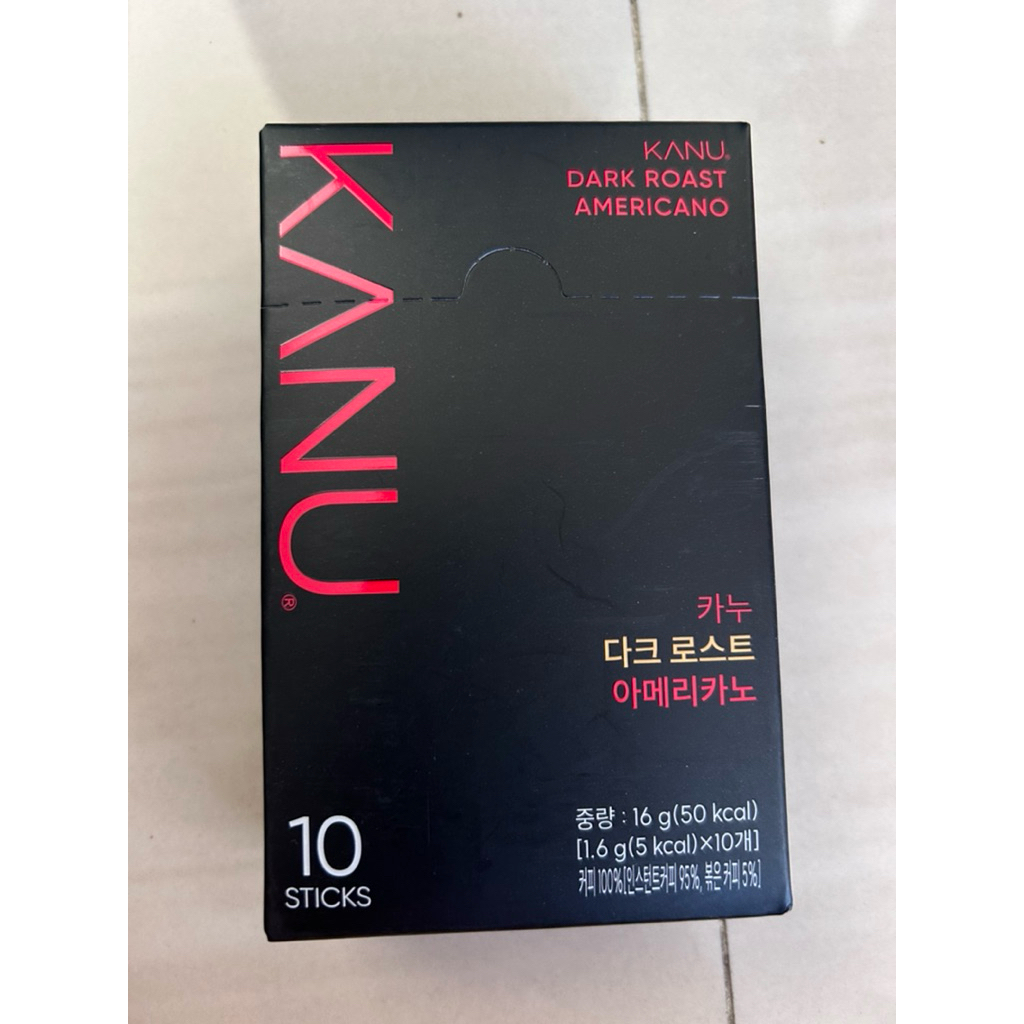 KANU®
KANU®
DARK ROAST
AMERICANO
카누
다크 로스트
아메리카노
10
STICKS
중량 : 16 g(50 kcal)
[1.6 g(5 kcal)×10개]
커피 100%[인스턴트커피 95%, 볶은 커피 5%]